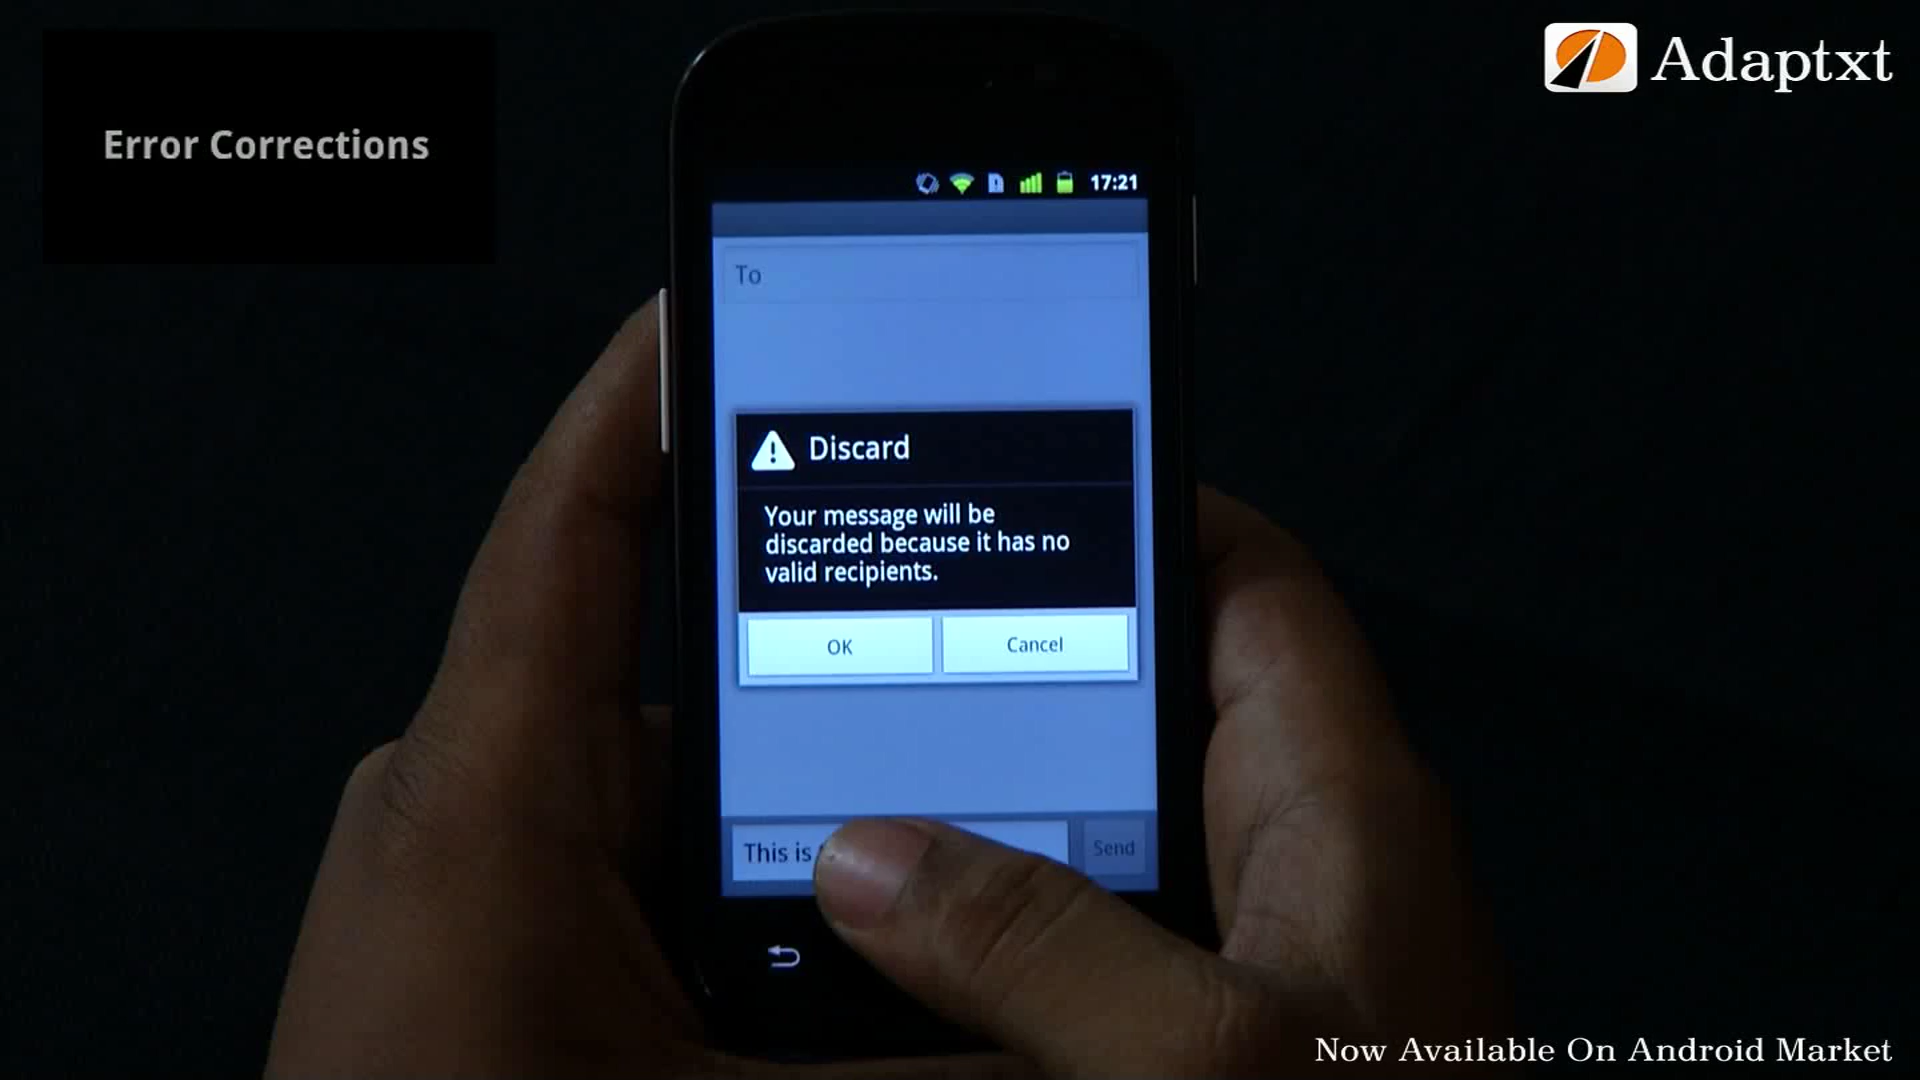 Error Corrections
Adaptxt
17:21
To
Discard
Your message will be
discarded because it has no
valid recipients.
OK
Cancel
This is
Send
Now Available On Android Market